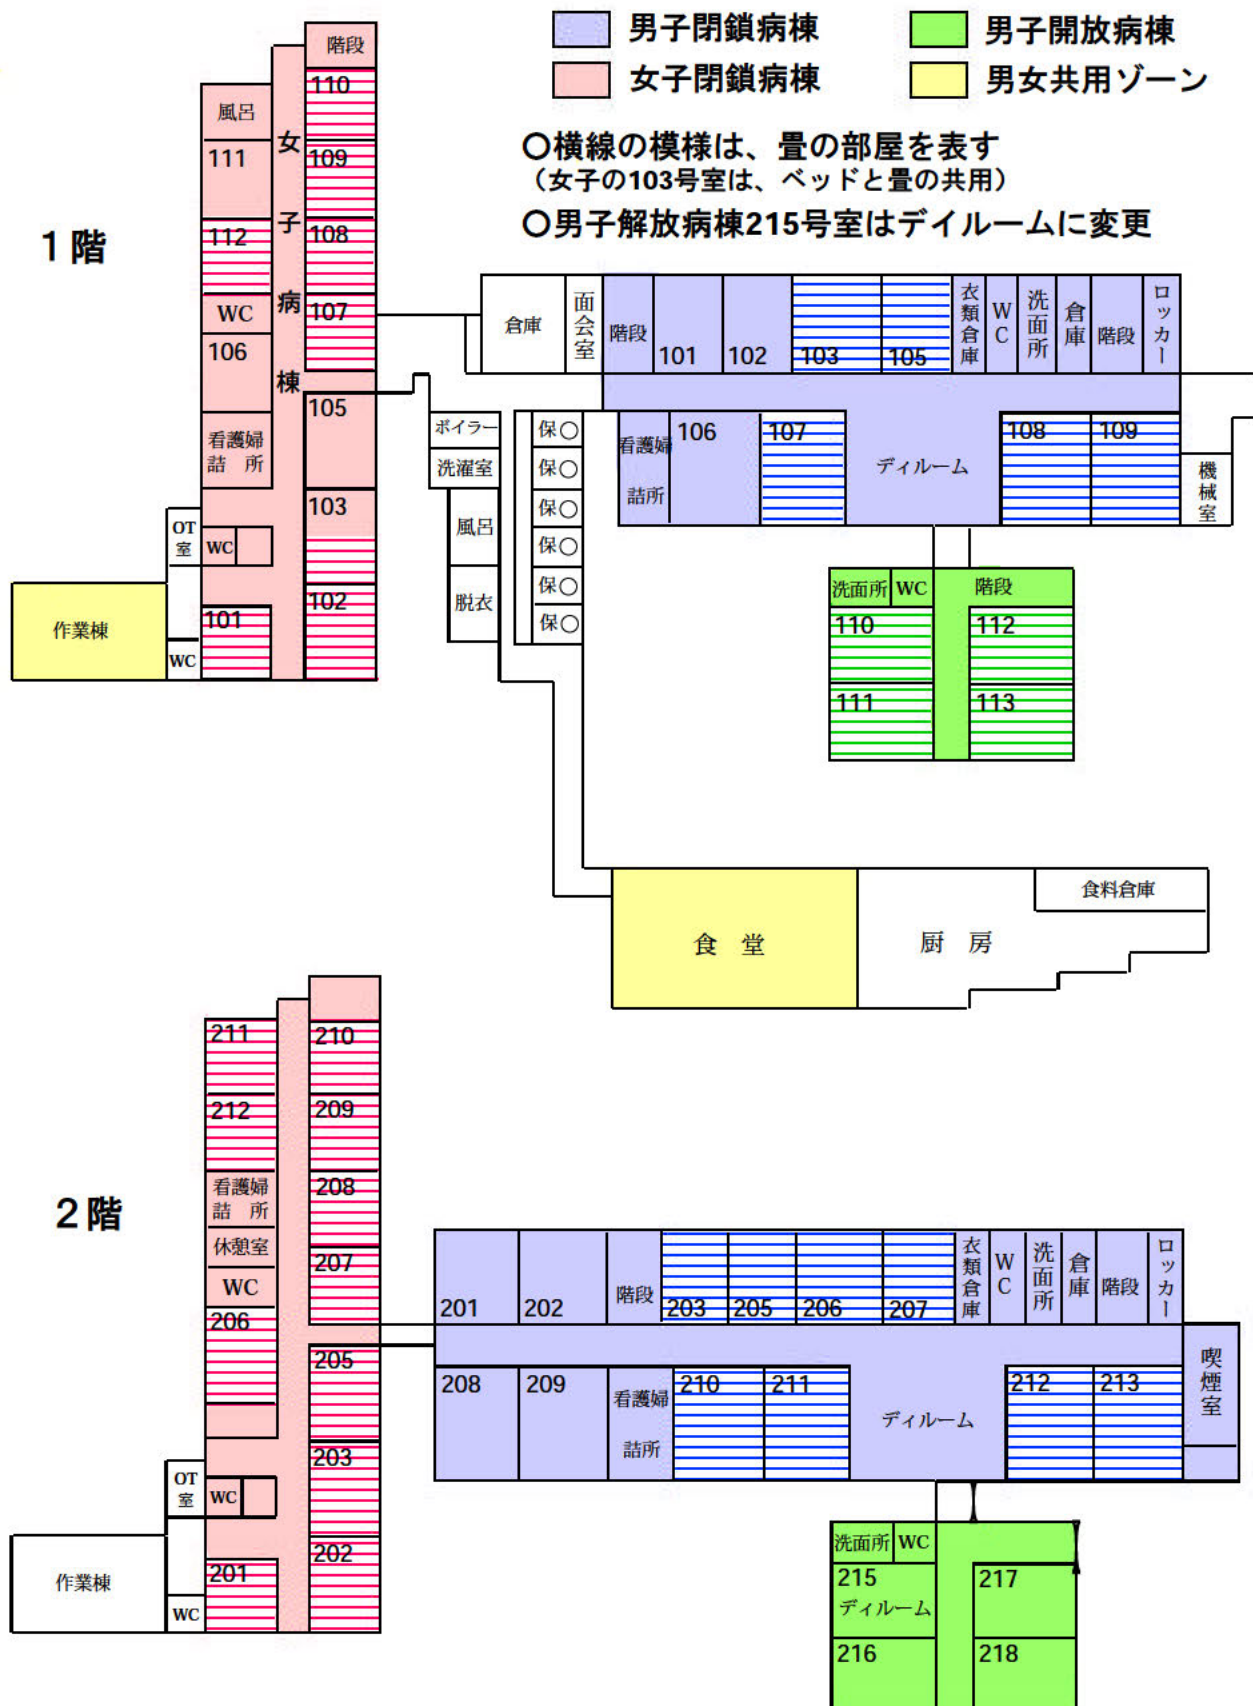 男子閉鎖病棟
男子開放病棟
女子閉鎖病棟
男女共用ゾーン
〇横線の模様は、畳の部屋を表す
（女子の103号室は、ベッドと畳の共用）
〇男子解放病棟215号室はデイルームに変更
1階
階段
110
風呂
111
109
女子病棟
112
108
WC
107
106
105
看護婦
詰　所
103
OT
室
WC
102
101
作業棟
WC
倉庫
面会室
階段
101
102
103
105
衣類倉庫
WC
洗面所
倉庫
階段
ロッカー
ボイラー
洗濯室
風呂
脱衣
保〇
保〇
保〇
保〇
保〇
保〇
看護婦
詰所
106
107
ディルーム
108
109
機械室
洗面所
WC
階段
110
112
111
113
食　堂
厨　房
食料倉庫
2階
211
210
212
209
看護婦
詰　所
208
休憩室
207
WC
206
205
203
OT
室
WC
202
201
作業棟
WC
201
202
階段
203
205
206
207
衣類倉庫
WC
洗面所
倉庫
階段
ロッカー
喫煙室
208
209
看護婦
詰所
210
211
ディルーム
212
213
洗面所
WC
215
ディルーム
217
216
218